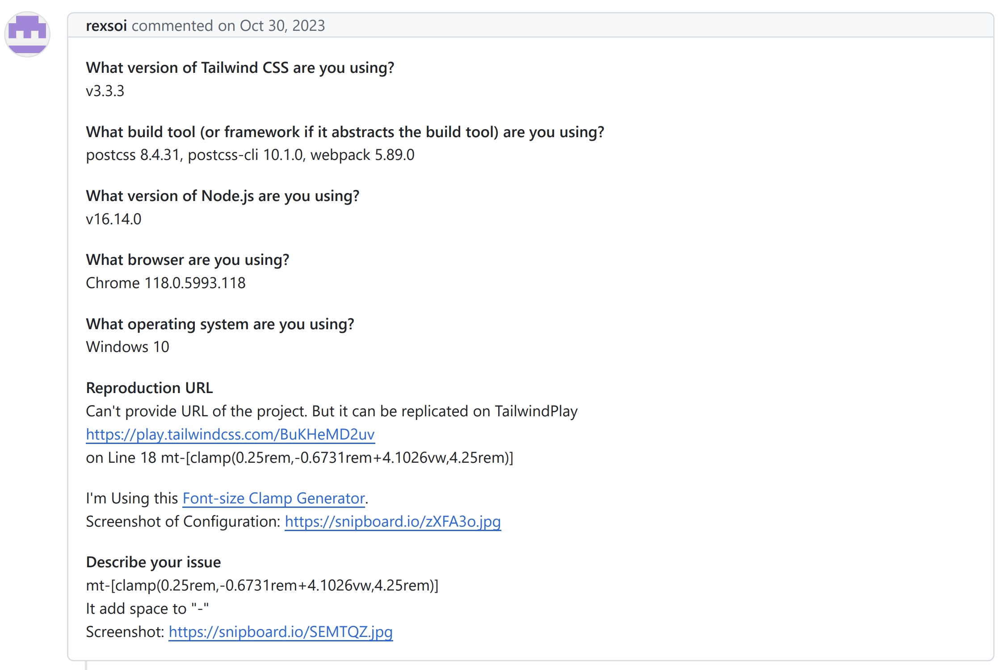 rexsoi commented on Oct 30, 2023
What version of Tailwind CSS are you using?
v3.3.3
What build tool (or framework if it abstracts the build tool) are you using?
postcss 8.4.31, postcss-cli 10.1.0, webpack 5.89.0
What version of Node.js are you using?
v16.14.0
What browser are you using?
Chrome 118.0.5993.118
What operating system are you using?
Windows 10
Reproduction URL
Can't provide URL of the project. But it can be replicated on TailwindPlay
https://play.tailwindcss.com/BuKHeMD2uv
on Line 18 mt-[clamp(0.25rem,-0.6731rem+4.1026vw,4.25rem)]
I'm Using this Font-size Clamp Generator.
Screenshot of Configuration: https://snipboard.io/zXFA3o.jpg
Describe your issue
mt-[clamp(0.25rem,-0.6731rem+4.1026vw,4.25rem)]
It add space to "-"
Screenshot: https://snipboard.io/SEMTQZ.jpg